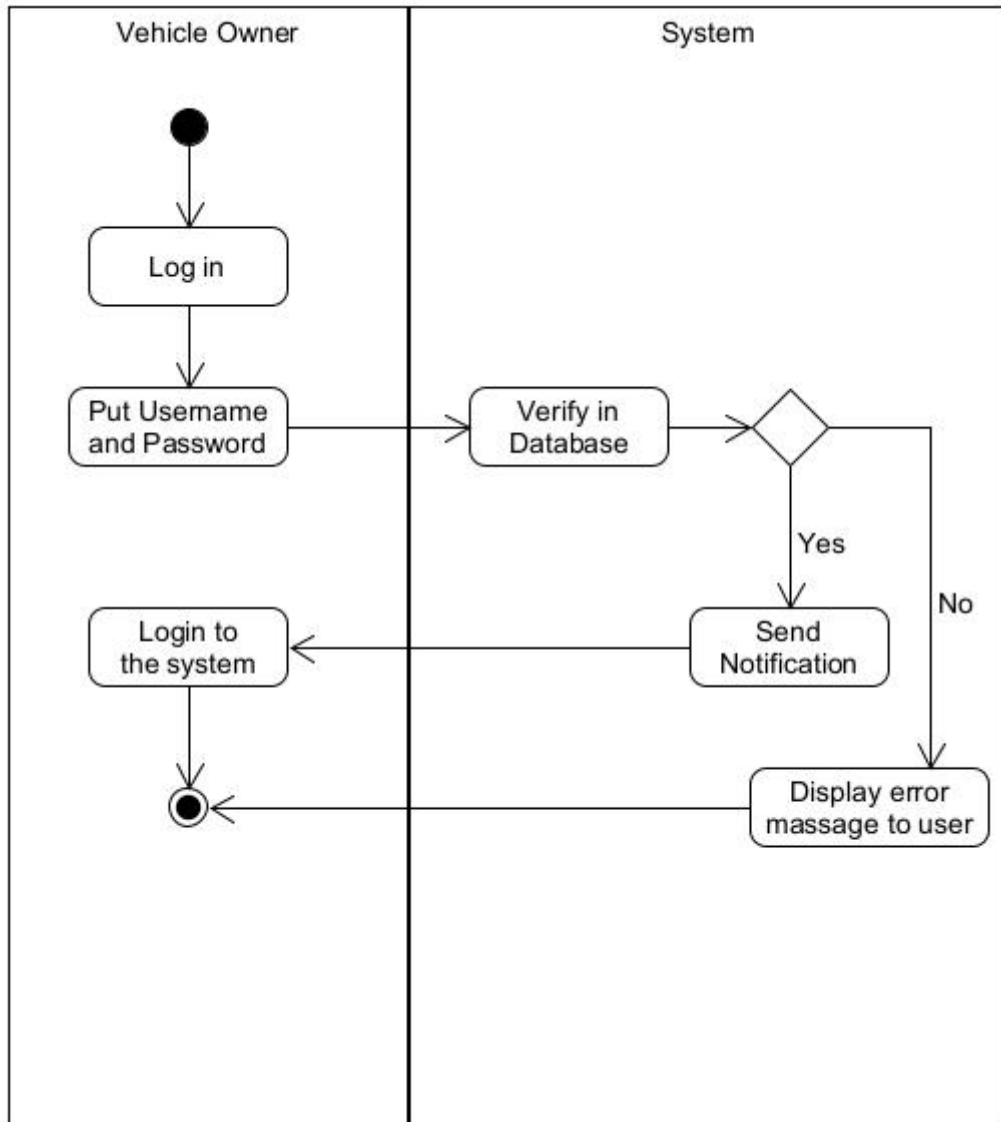 Vehicle Owner
System
Log in
Put Username
and Password
Verify in
Database
Yes
No
Login to
the system
Send
Notification
Display error
massage to user